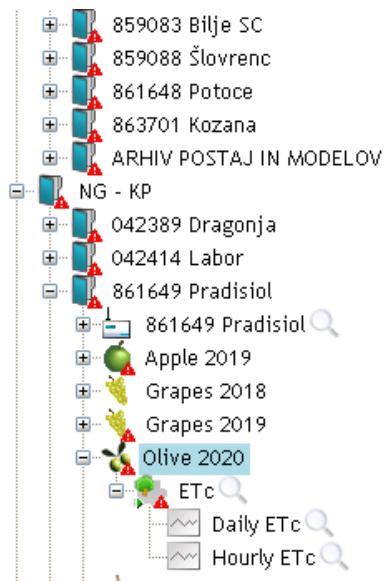 859083 Bilje SC
859088 Šlovrenc
861648 Potoce
863701 Kozana
ARHIV POSTAJ IN MODELOV
NG - KP
042389 Dragonja
042414 Labor
861649 Pradisiol
861649 Pradisiol
Apple 2019
Grapes 2018
Grapes 2019
Olive 2020
ETc
Daily ETc
Hourly ETc